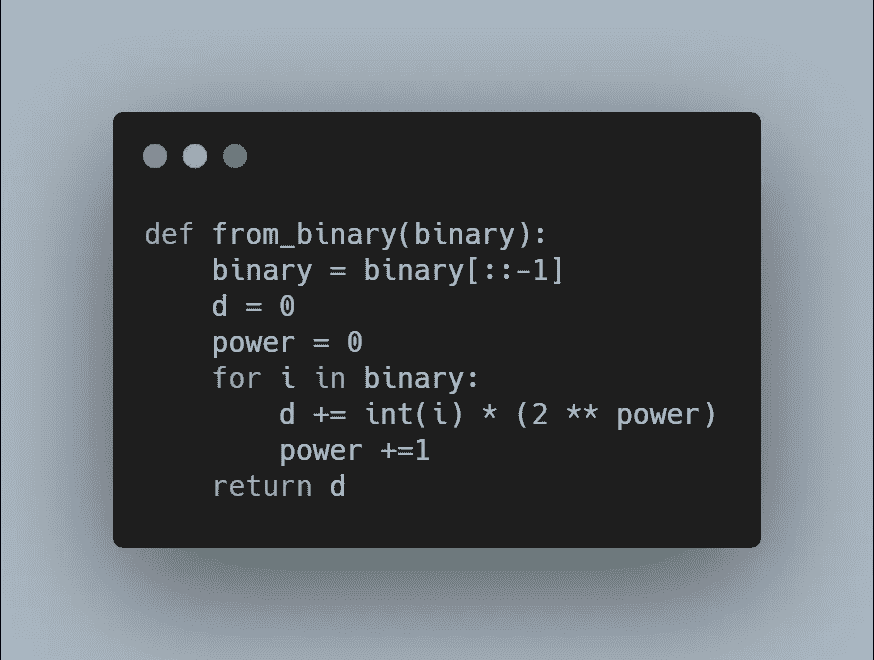 def from_binary(binary):
    binary = binary[::-1]
    d = 0
    power = 0
    for i in binary:
        d += int(i) * (2 ** power)
        power +=1
    return d